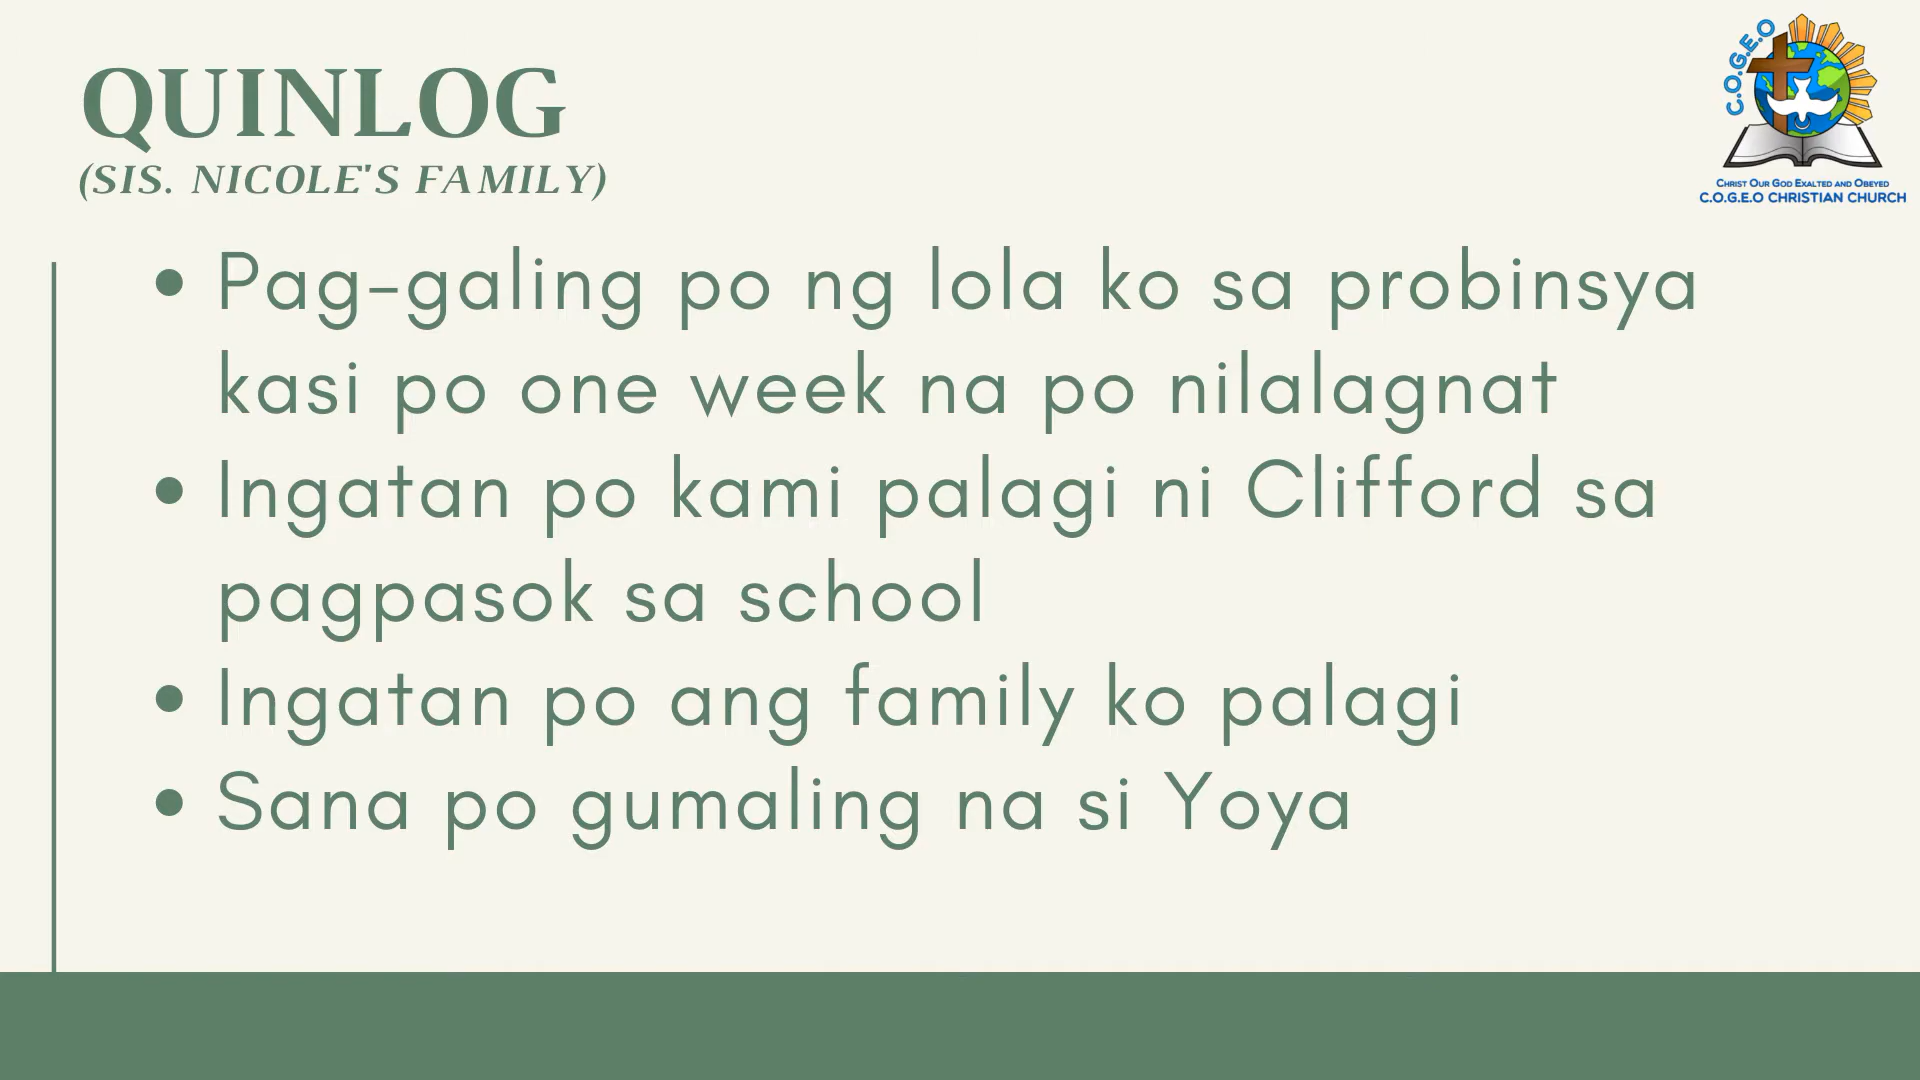 QUINLOG
(SIS. NICOLE'S FAMILY)
C.O.G.E.O
CHRIST OUR GOD EXALTED AND OBEYED
C.O.G.E.O CHRISTIAN CHURCH
• Pag-galing po ng lola ko sa probinsya
kasi po one week na po nilalagnat
• Ingatan po kami palagi ni Clifford sa
pagpasok sa school
• Ingatan po ang family ko palagi
• Sana po gumaling na si Yoya